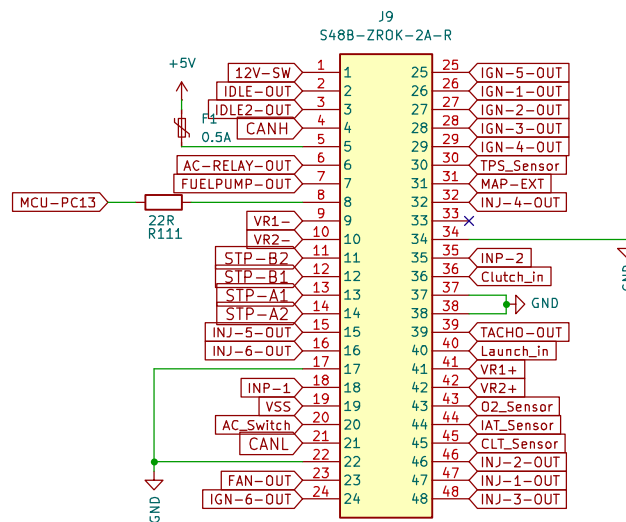 J9
S48B-ZROK-2A-R
+5V
F1
0.5A
12V-SW 1 1 25 25 IGN-5-OUT
IDLE-OUT 2 2 26 26 IGN-1-OUT
IDLE2-OUT 3 3 27 27 IGN-2-OUT
CANH 4 4 28 28 IGN-3-OUT
5 5 29 29 IGN-4-OUT
AC-RELAY-OUT 6 6 30 30 TPS_Sensor
FUELPUMP-OUT 7 7 31 31 MAP-EXT
MCU-PC13 8 8 32 32 INJ-4-OUT
22R
R111
VR1- 9 9 33 33
VR2- 10 10 34 34
GND
STP-B2 11 11 35 35 INP-2
STP-B1 12 12 36 36 Clutch_in
STP-A1 13 13 37 37
GND
STP-A2 14 14 38 38
INJ-5-OUT 15 15 39 39 TACHO-OUT
INJ-6-OUT 16 16 40 40 Launch_in
17 17 41 41 VR1+
INP-1 18 18 42 42 VR2+
VSS 19 19 43 43 O2_Sensor
AC_Switch 20 20 44 44 IAT_Sensor
CANL 21 21 45 45 CLT_Sensor
22 22 46 46 INJ-2-OUT
FAN-OUT 23 23 47 47 INJ-1-OUT
IGN-6-OUT 24 24 48 48 INJ-3-OUT
GND